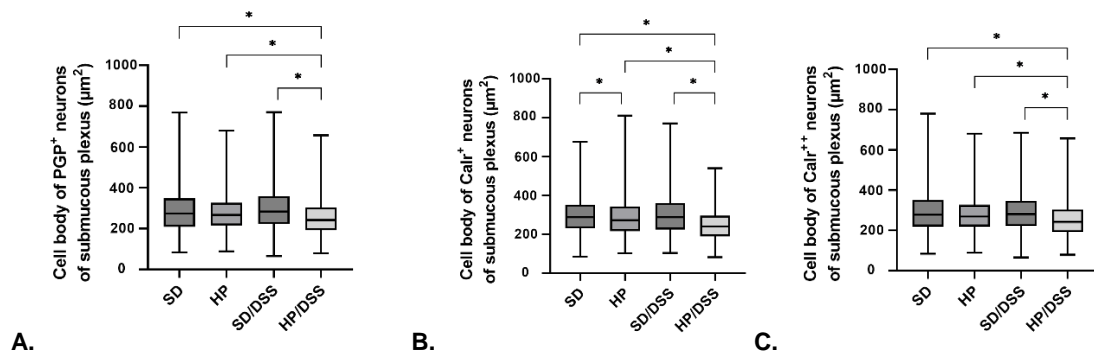 *
*
*
Cell body of PGP⁺ neurons
of submucous plexus (µm²)
1000
800
600
400
200
0
SD
HP
SD/DSS
HP/DSS
A.
*
*
*
*
Cell body of Calr⁺ neurons
of submucous plexus (µm²)
1000
800
600
400
200
0
SD
HP
SD/DSS
HP/DSS
B.
*
*
*
Cell body of Calr⁺⁺ neurons
of submucous plexus (µm²)
1000
800
600
400
200
0
SD
HP
SD/DSS
HP/DSS
C.